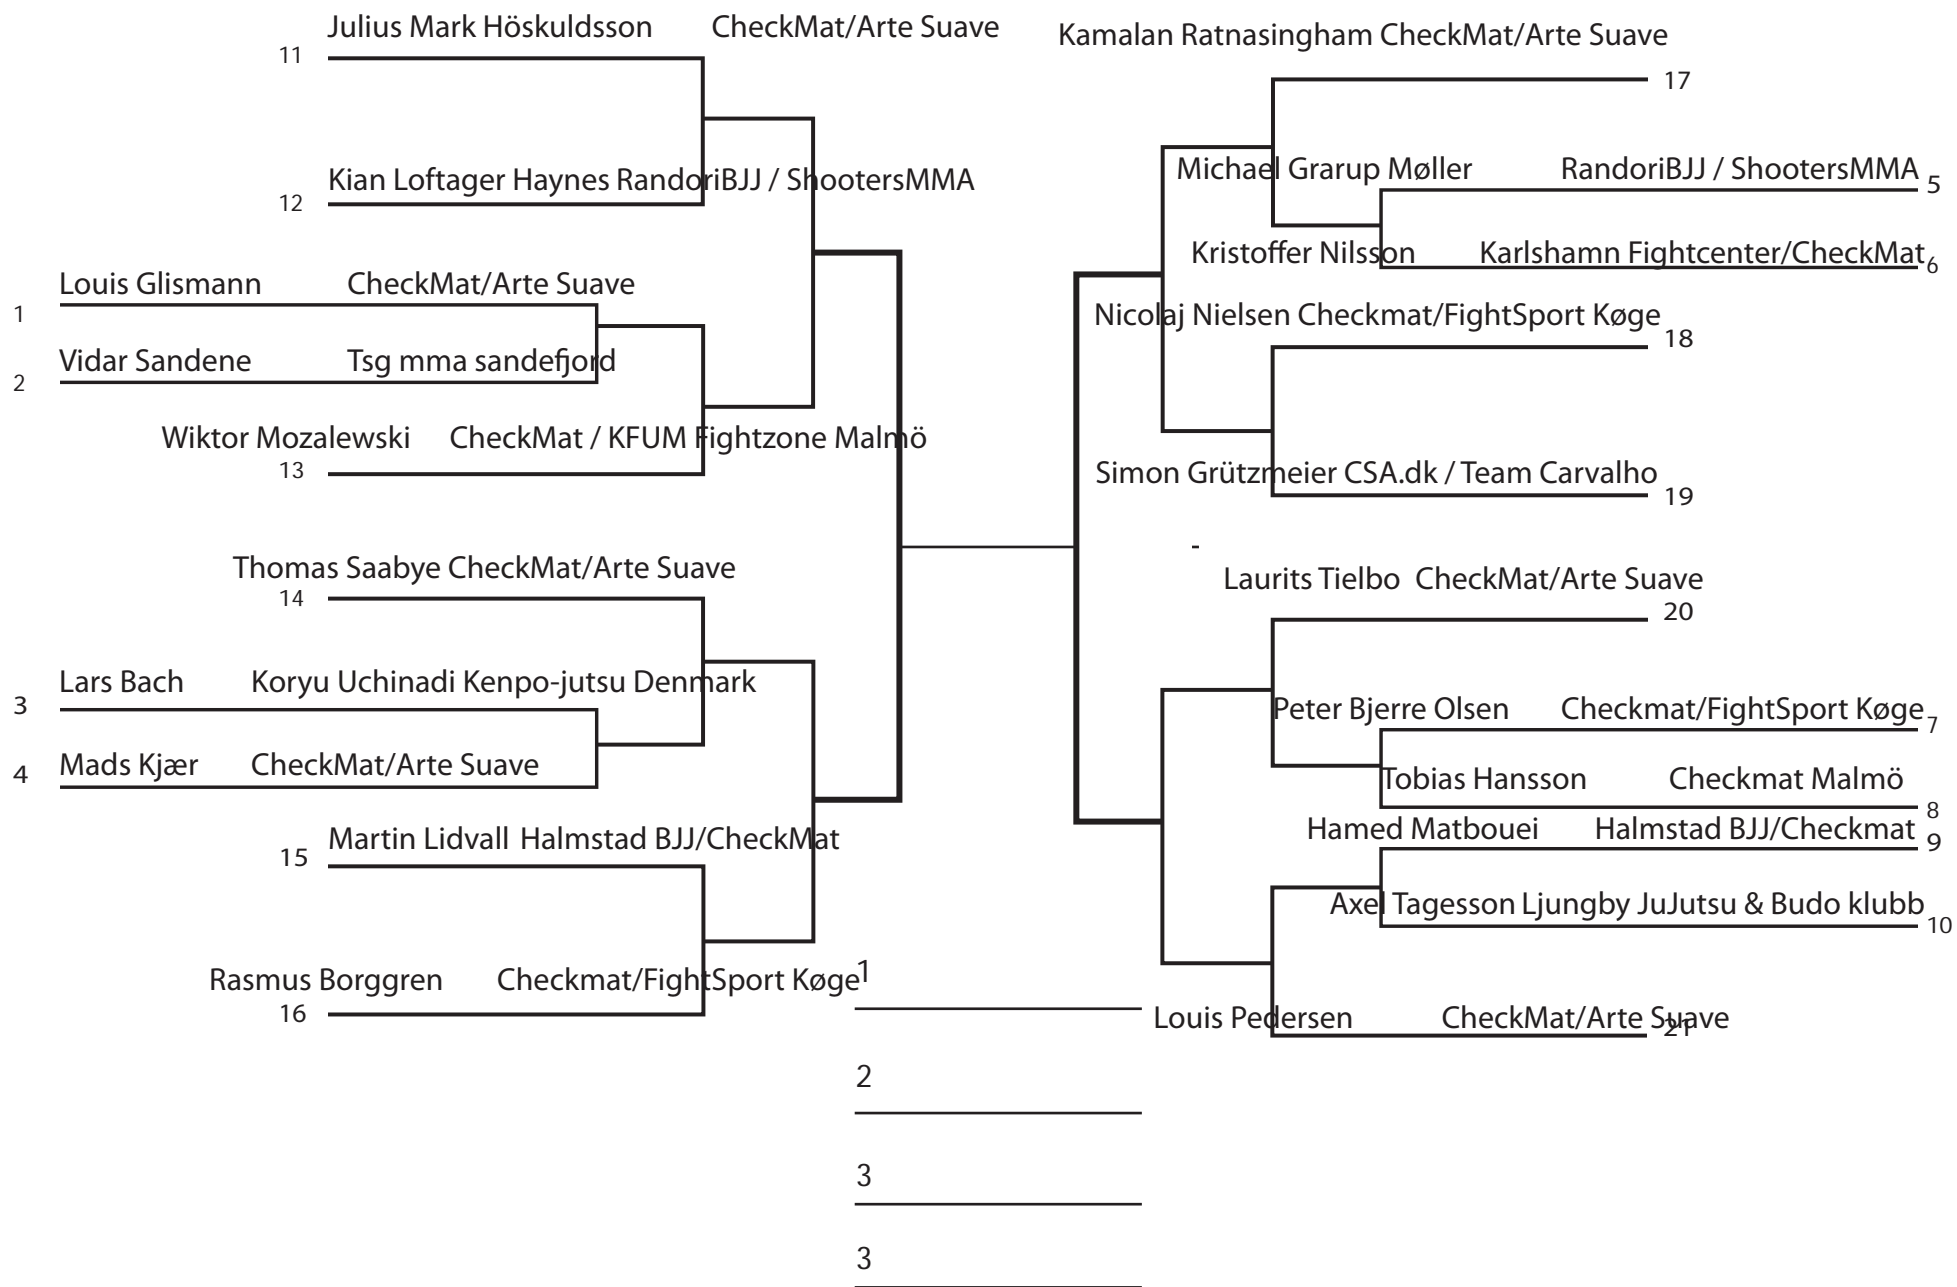 Julius Mark Höskuldsson CheckMat/Arte Suave
11
Kian Loftager Haynes RandoriBJJ / ShootersMMA
12
Louis Glismann CheckMat/Arte Suave
1
Vidar Sandene Tsg mma sandefjord
2
Wiktor Mozalewski CheckMat / KFUM Fightzone Malmö
13
Thomas Saabye CheckMat/Arte Suave
14
Lars Bach Koryu Uchinadi Kenpo-jutsu Denmark
3
Mads Kjær CheckMat/Arte Suave
4
Martin Lidvall Halmstad BJJ/CheckMat
15
Rasmus Borggren Checkmat/FightSport Køge
16
Kamalan Ratnasingham CheckMat/Arte Suave
17
Michael Grarup Møller RandoriBJJ / ShootersMMA
5
Kristoffer Nilsson Karlshamn Fightcenter/CheckMat
6
Nicolaj Nielsen Checkmat/FightSport Køge
18
Simon Grützmeier CSA.dk / Team Carvalho
19
-
Laurits Tielbo CheckMat/Arte Suave
20
Peter Bjerre Olsen Checkmat/FightSport Køge
7
Tobias Hansson Checkmat Malmö
8
Hamed Matbouei Halmstad BJJ/Checkmat
9
Axel Tagesson Ljungby JuJutsu & Budo klubb
10
Louis Pedersen CheckMat/Arte Suave
21
1
2
3
3